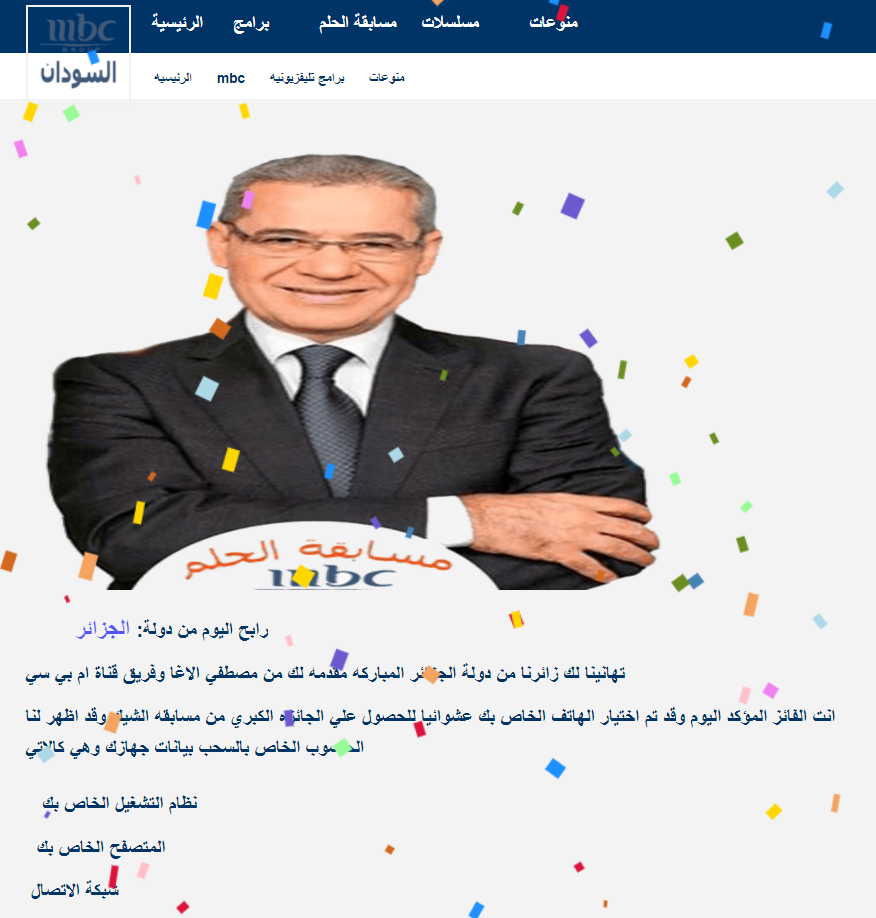 mbc
GROUP
الرئيسية برامج مسابقة الحلم مسلسلات منوعات
السودان
الرئيسيه mbc برامج تليفزيونيه منوعات
مسابقة الحلم
mbc
رابح اليوم من دولة: الجزائر
تهانينا لك زائرنا من دولة الجزائر المباركه مقدمه لك من مصطفي الاغا وفريق قناة ام بي سي
انت الفائز المؤكد اليوم وقد تم اختيار الهاتف الخاص بك عشوائيا للحصول علي الجائزه الكبري من مسابقه الشيك وقد اظهر لنا
الحاسوب الخاص بالسحب بيانات جهازك وهي كالاتي
نظام التشغيل الخاص بك
المتصفح الخاص بك
شبكة الاتصال